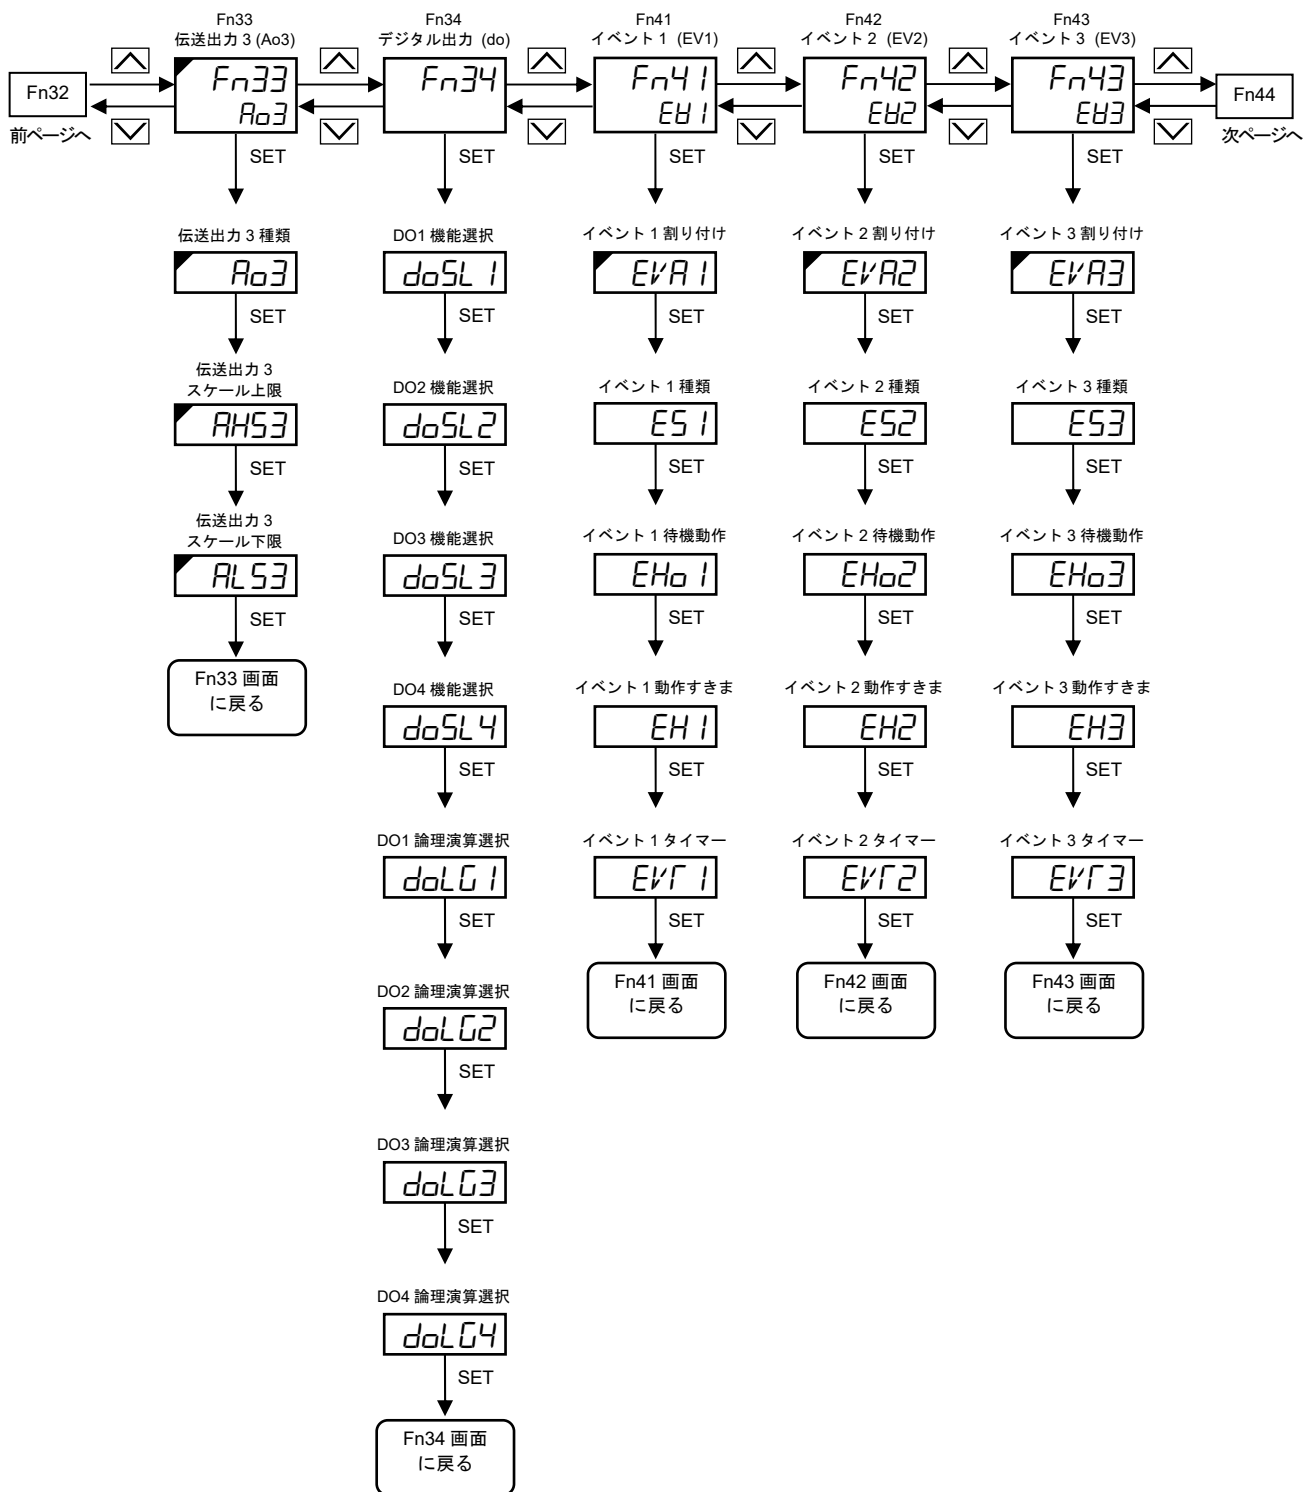 Fn33
伝送出力 3 (Ao3)
Fn34
デジタル出力 (do)
Fn41
イベント 1 (EV1)
Fn42
イベント 2 (EV2)
Fn43
イベント 3 (EV3)
Fn32
前ページへ
Fn33
Ao3
Fn34
Fn41
EV1
Fn42
EV2
Fn43
EV3
Fn44
次ページへ
SET
SET
SET
SET
SET
伝送出力 3 種類
DO1 機能選択
イベント 1 割り付け
イベント 2 割り付け
イベント 3 割り付け
Ao3
doSL1
EVA1
EVA2
EVA3
SET
SET
SET
SET
SET
伝送出力 3
スケール上限
DO2 機能選択
イベント 1 種類
イベント 2 種類
イベント 3 種類
AHS3
doSL2
ES1
ES2
ES3
SET
SET
SET
SET
SET
伝送出力 3
スケール下限
DO3 機能選択
イベント 1 待機動作
イベント 2 待機動作
イベント 3 待機動作
ALS3
doSL3
EHo1
EHo2
EHo3
SET
SET
SET
SET
SET
Fn33 画面
に戻る
DO4 機能選択
イベント 1 動作すきま
イベント 2 動作すきま
イベント 3 動作すきま
doSL4
EH1
EH2
EH3
SET
SET
SET
SET
DO1 論理演算選択
イベント 1 タイマー
イベント 2 タイマー
イベント 3 タイマー
doLG1
EVT1
EVT2
EVT3
SET
SET
SET
SET
Fn41 画面
に戻る
Fn42 画面
に戻る
Fn43 画面
に戻る
DO2 論理演算選択
doLG2
SET
DO3 論理演算選択
doLG3
SET
DO4 論理演算選択
doLG4
SET
Fn34 画面
に戻る